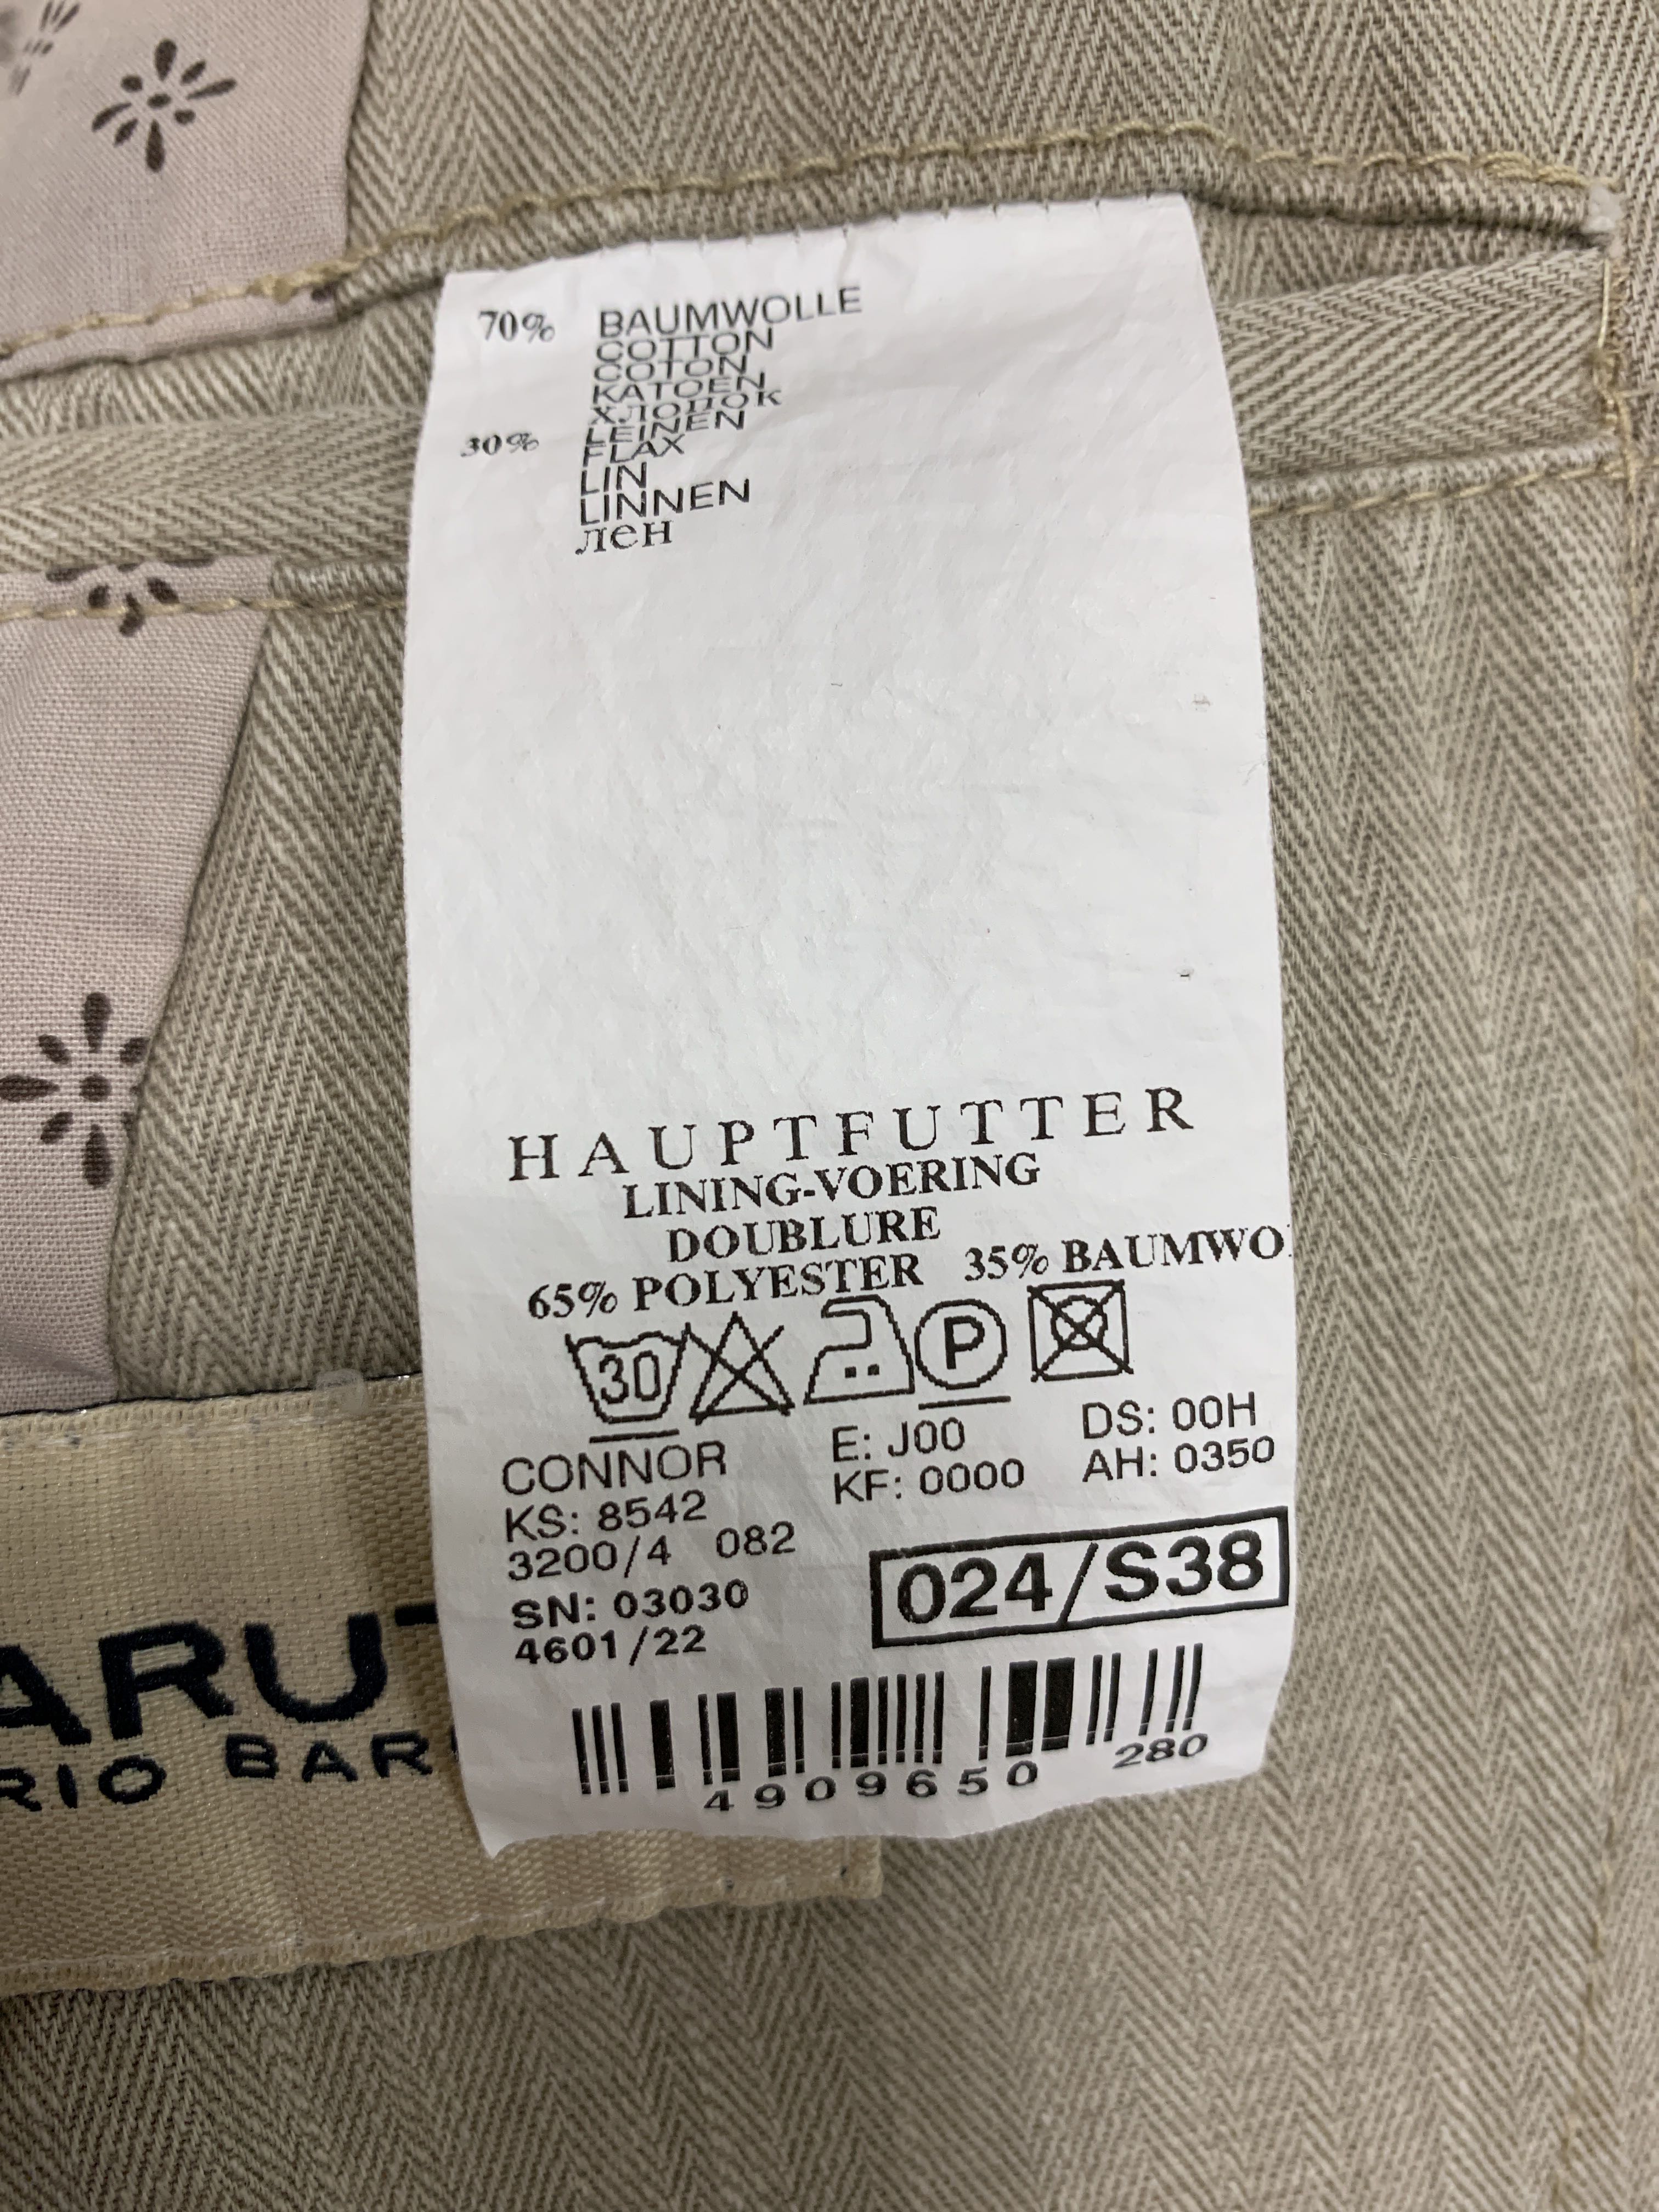 70% BAUMWOLLE
COTTON
COTON
KATOEN
хлопок
30% LEINEN
FLAX
LIN
LINNEN
лен
HAUPTFUTTER
LINING-VOERING
DOUBLURE
65% POLYESTER 35% BAUMWO
30 P
CONNOR E: J00 DS: 00H
KS: 8542 KF: 0000 AH: 0350
3200/4 082
SN: 03030 024/S38
4601/22
4909650 280
ARU
RIO BAR